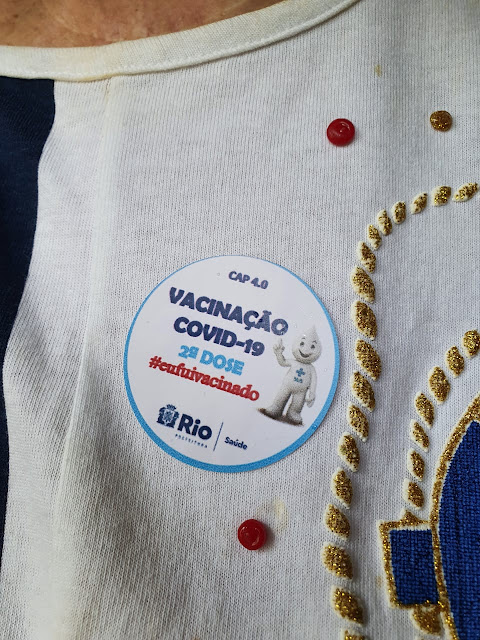 CAP 4.0
VACINAÇÃO
COVID-19
2ª DOSE
#eufuivacinado
Rio
PREFEITURA
Saúde